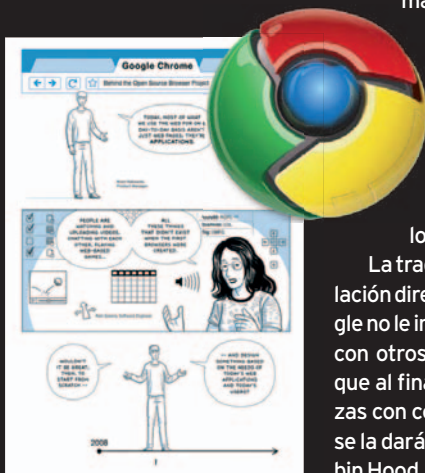 ma
Google Chrome
Behind the Open Source Browser Project
TODAY, MOST OF WHAT
WE USE THE WEB FOR ON A
DAY-TO-DAY BASIS AREN'T
JUST WEB PAGES, THEY'RE
APPLICATIONS.
PEOPLE ARE
WATCHING AND
UPLOADING VIDEOS,
CHATTING WITH EACH
OTHER, PLAYING
WEB-BASED
GAMES...
ALL
THESE THINGS
THAT DIDN'T EXIST
WHEN THE FIRST
BROWSERS WERE
CREATED.
WOULDN'T
IT BE GREAT,
THEN, TO
START FROM
SCRATCH --
-- AND DESIGN
SOMETHING BASED
ON THE NEEDS OF
TODAY'S WEB
APPLICATIONS
AND TODAY'S
USERS?
2008
1
lo
La trad
lación dire
gle no le in
con otros
que al fina
zas con co
se la dará
bin Hood